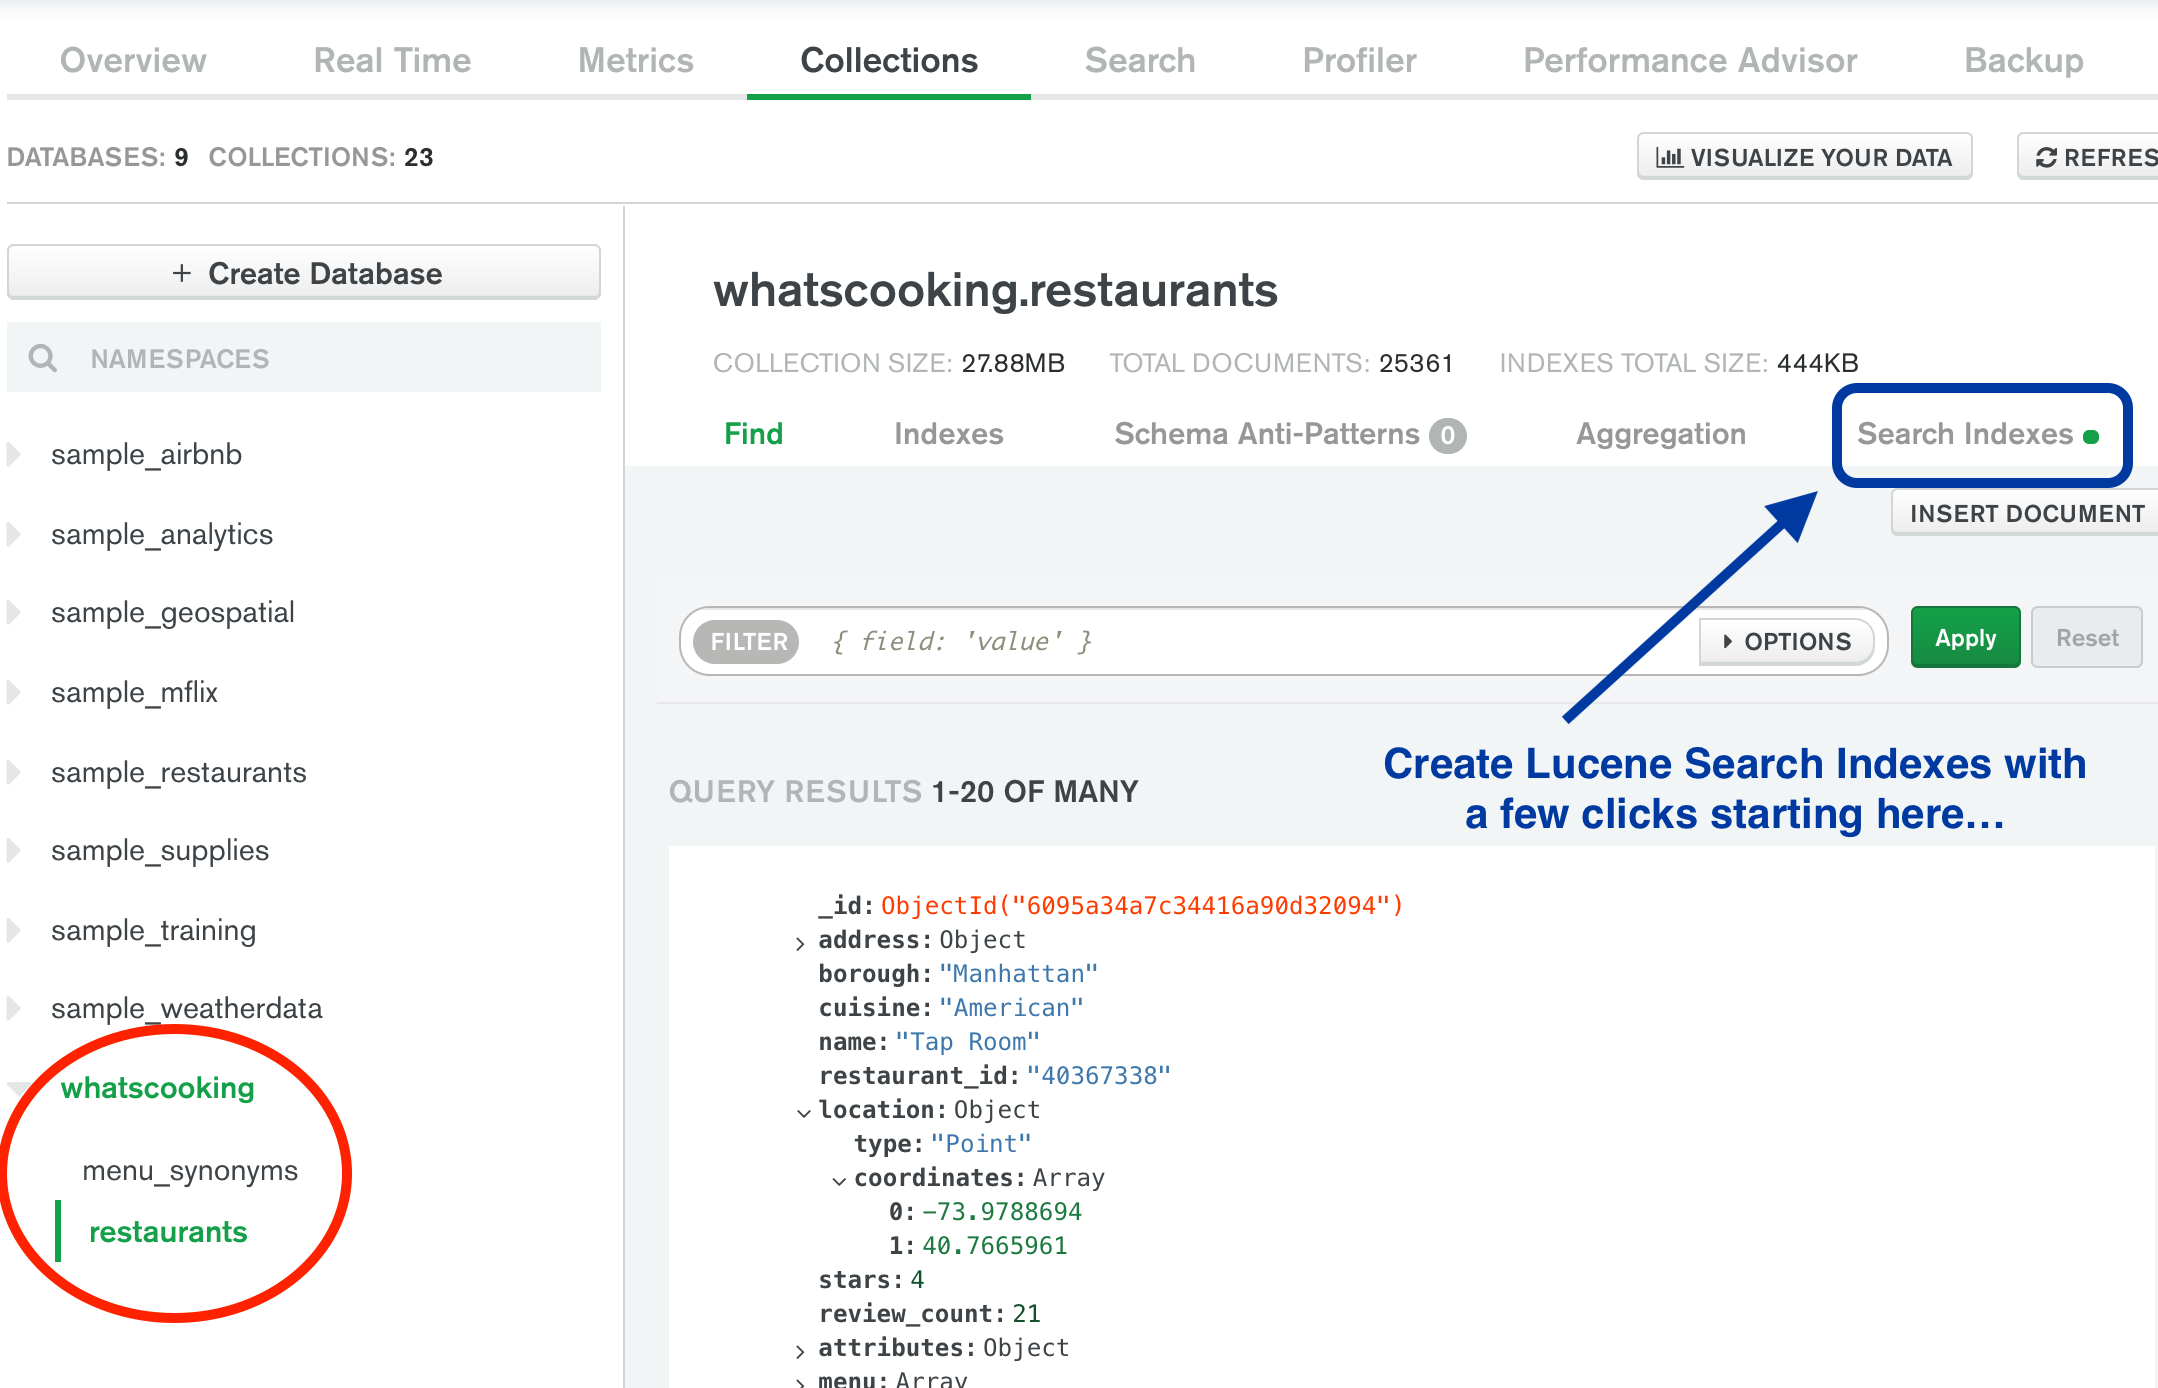 Overview Real Time Metrics Collections Search Profiler Performance Advisor Backup
DATABASES: 9 COLLECTIONS: 23
VISUALIZE YOUR DATA
REFRES
+ Create Database
NAMESPACES
sample_airbnb
sample_analytics
sample_geospatial
sample_mflix
sample_restaurants
sample_supplies
sample_training
sample_weatherdata
whatscooking
menu_synonyms
restaurants
whatscooking.restaurants
COLLECTION SIZE: 27.88MB TOTAL DOCUMENTS: 25361 INDEXES TOTAL SIZE: 444KB
Find Indexes Schema Anti-Patterns 0 Aggregation Search Indexes
INSERT DOCUMENT
FILTER { field: 'value' } OPTIONS Apply Reset
Create Lucene Search Indexes with
a few clicks starting here...
QUERY RESULTS 1-20 OF MANY
_id: ObjectId("6095a34a7c34416a90d32094")
address: Object
borough: "Manhattan"
cuisine: "American"
name: "Tap Room"
restaurant_id: "40367338"
location: Object
type: "Point"
coordinates: Array
0: -73.9788694
1: 40.7665961
stars: 4
review_count: 21
attributes: Object
menu: Array